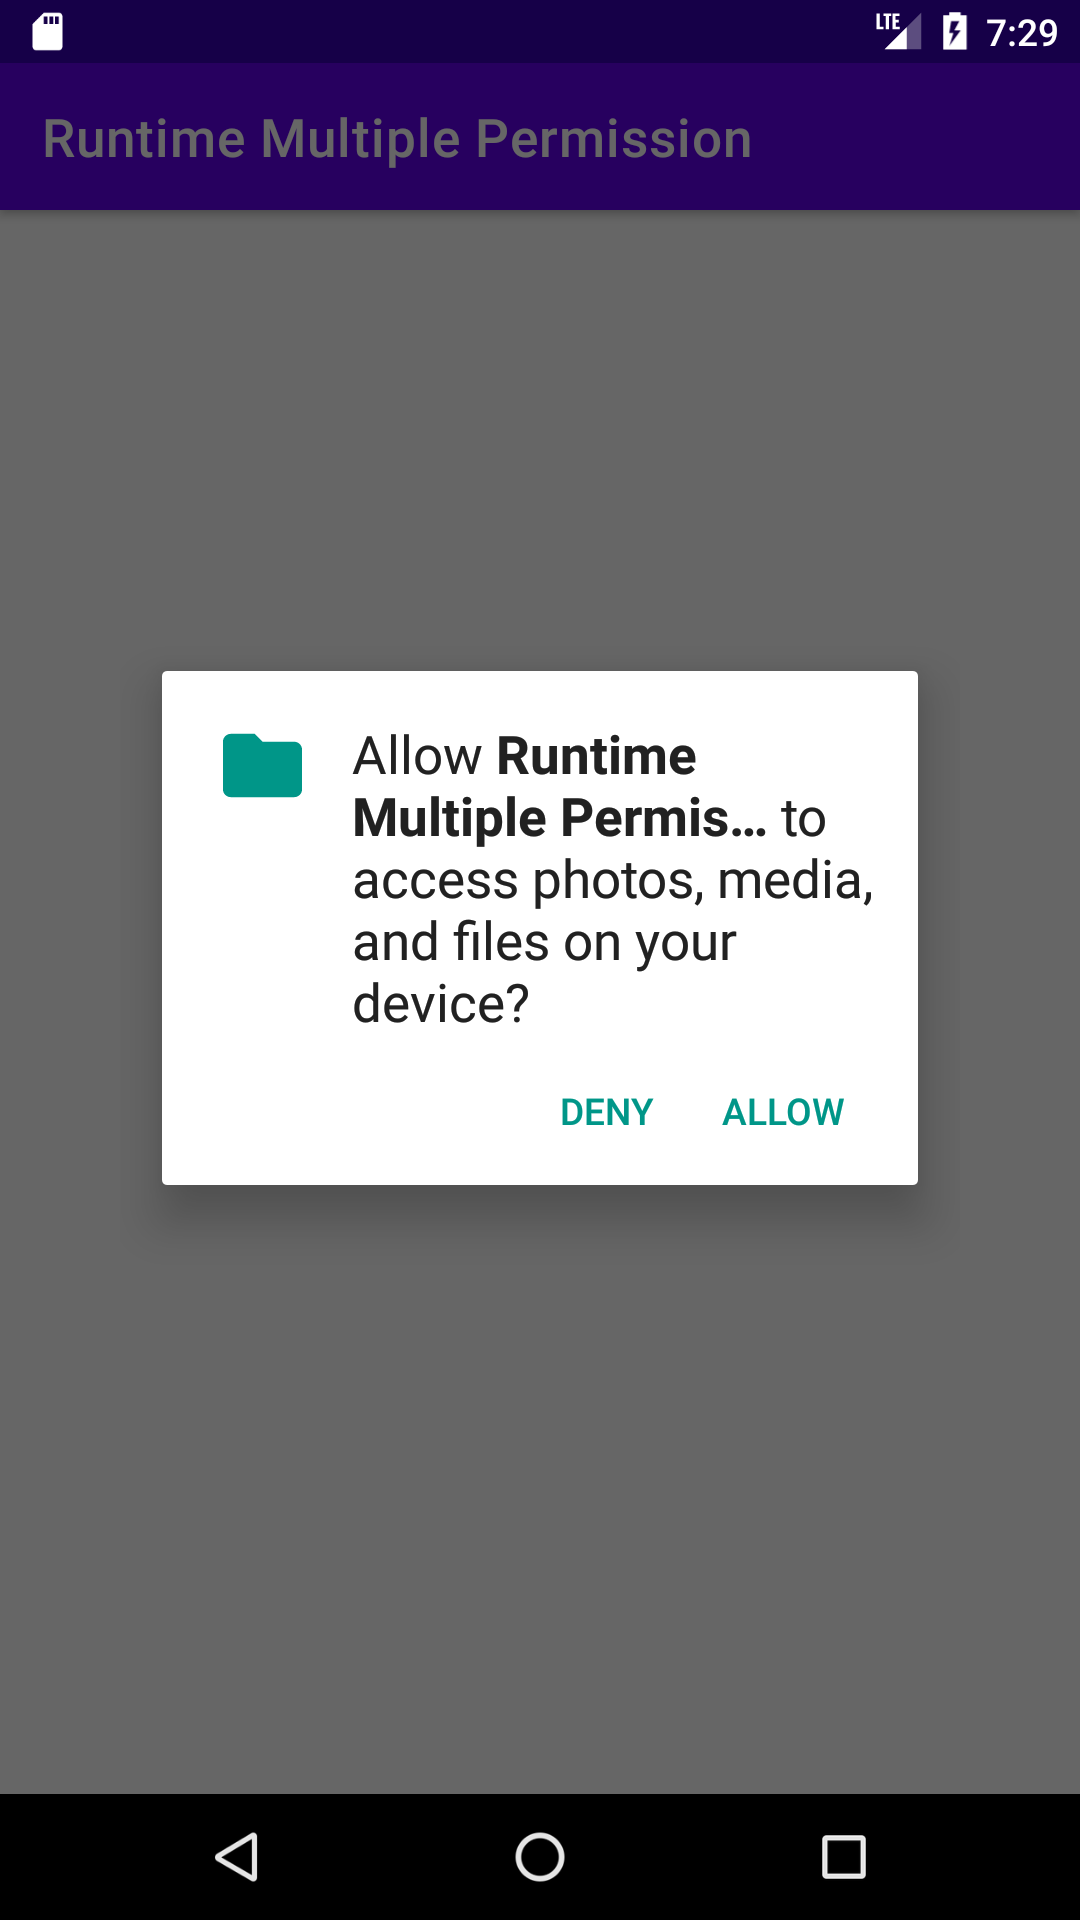 LTE 7:29
Runtime Multiple Permission
Allow Runtime
Multiple Permis... to
access photos, media,
and files on your
device?
DENY ALLOW